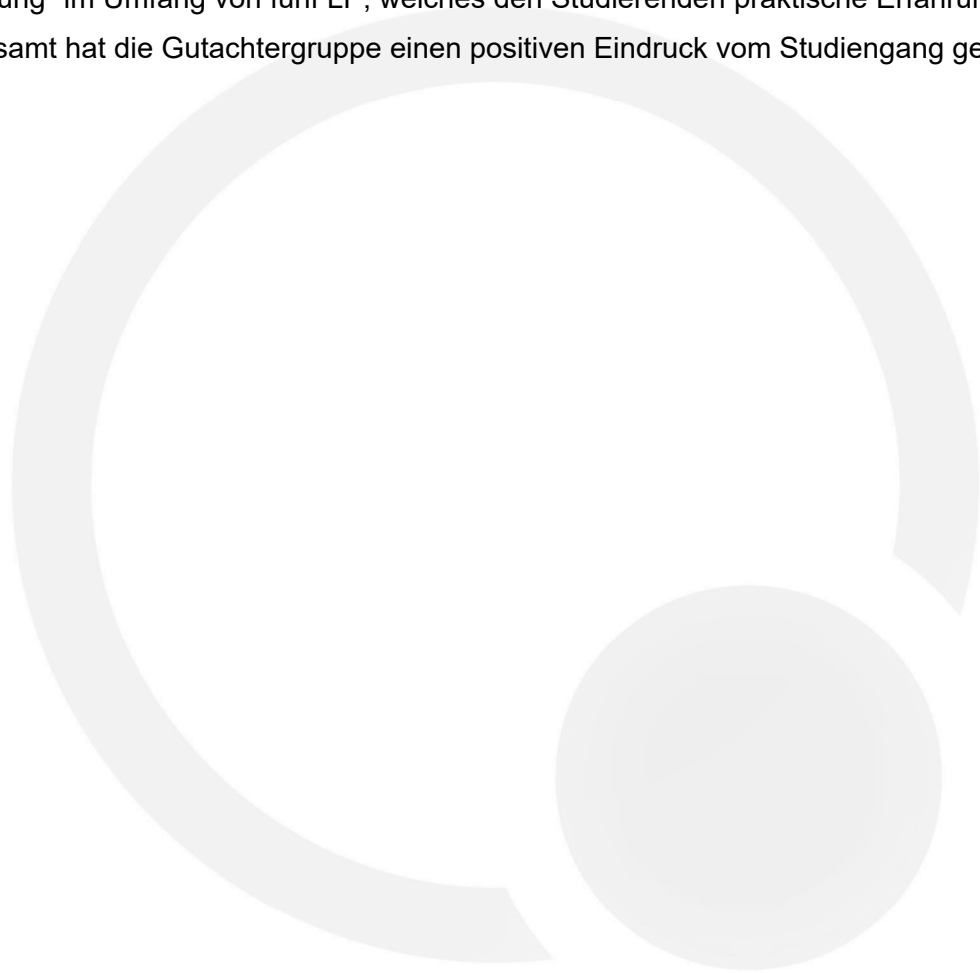 ung" im Umfang von fünf LP, welches den Studierenden praktische Erfahrun
samt hat die Gutachtergruppe einen positiven Eindruck vom Studiengang ge